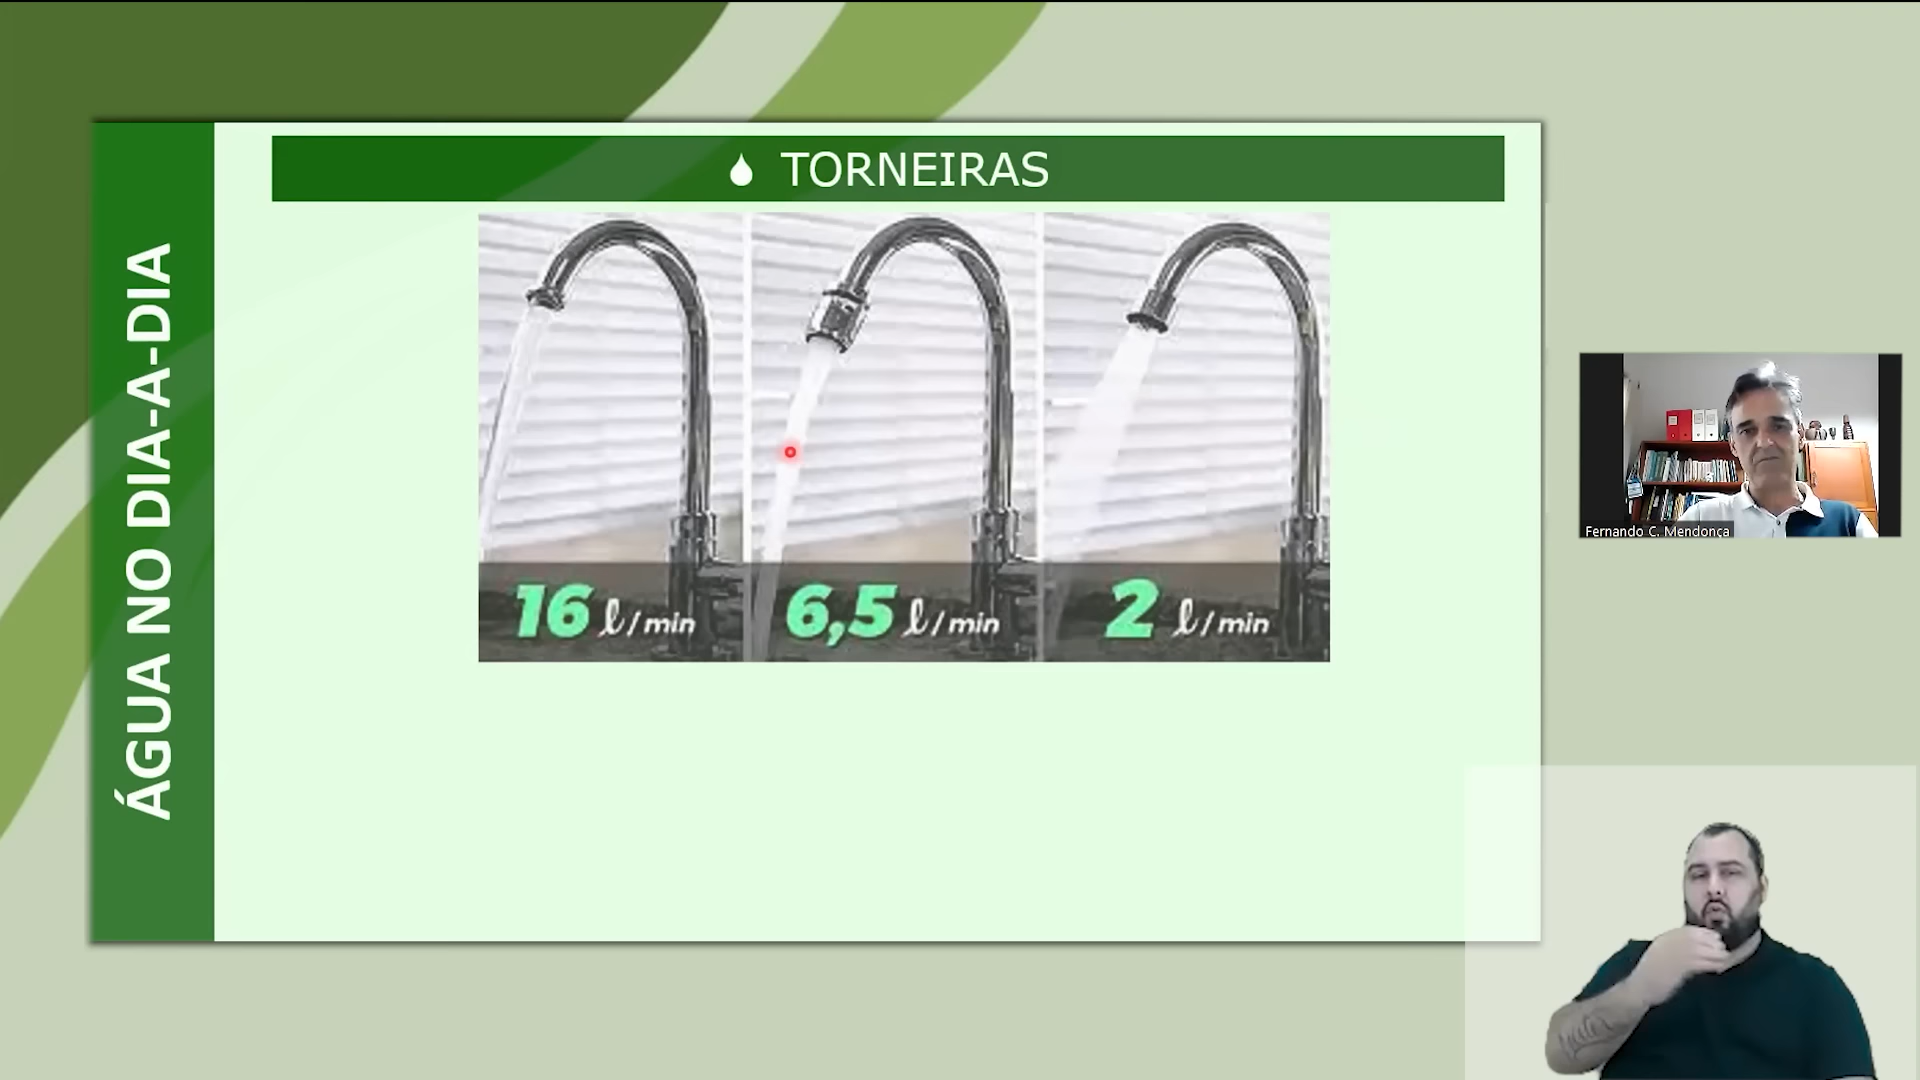 TORNEIRAS
ÁGUA NO DIA-A-DIA
16 ℓ/min
6,5 ℓ/min
2 ℓ/min
Fernando C. Mendonça